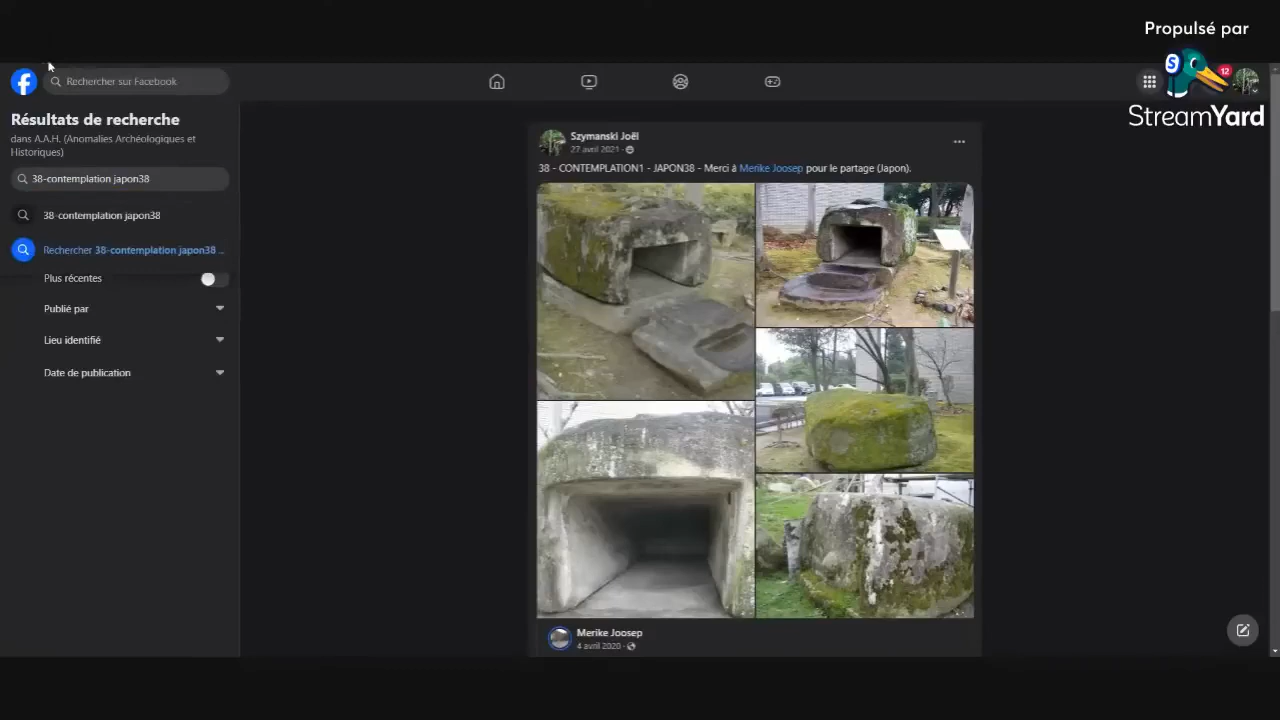 Propulsé par
StreamYard
12
Rechercher sur Facebook
Résultats de recherche
dans A.A.H. (Anomalies Archéologiques et
Historiques)
38-contemplation japon38
38-contemplation japon38
Rechercher 38-contemplation japon38 ...
Plus récentes
Publié par
Lieu identifié
Date de publication
Szymanski Joël
27 avril 2021
38 - CONTEMPLATION1 - JAPON38 - Merci à Merike Joosep pour le partage (Japon).
Merike Joosep
4 avril 2020